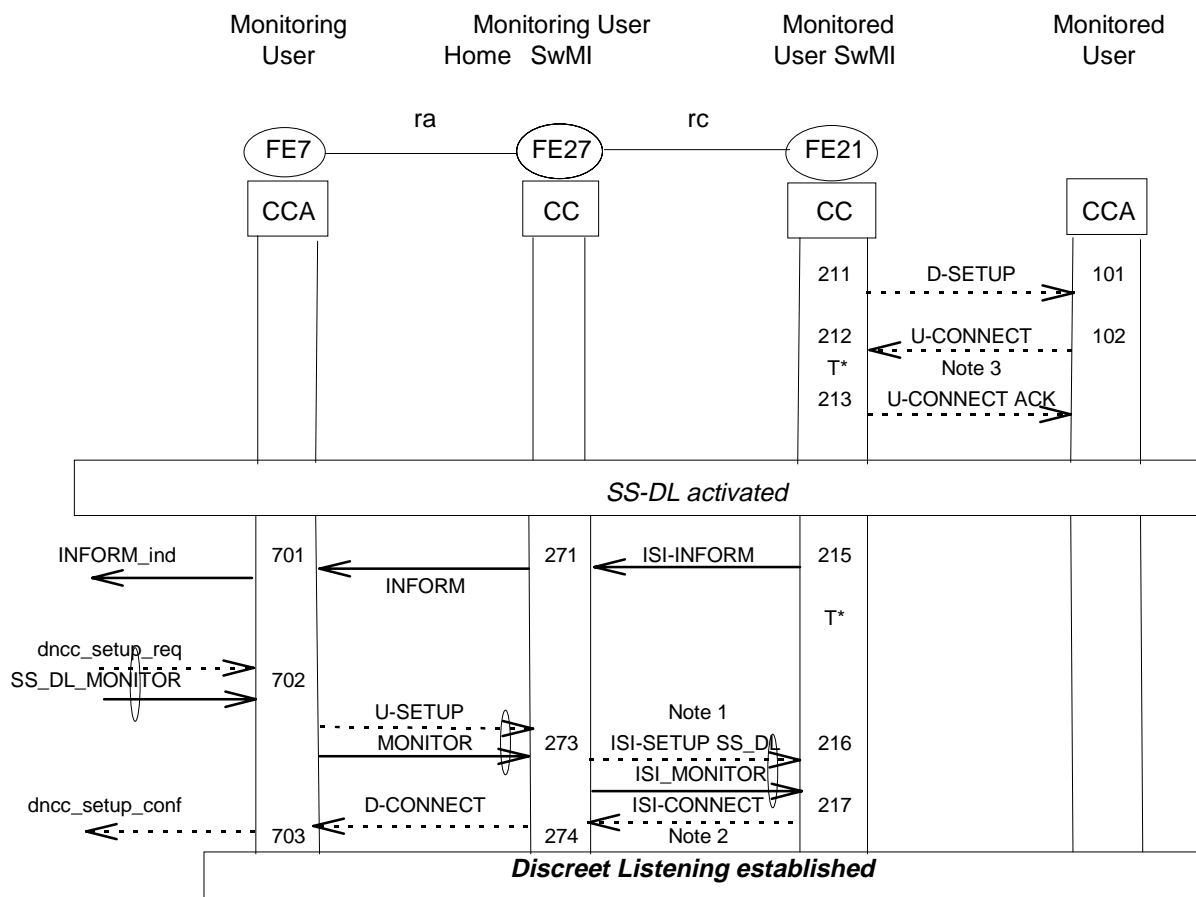 Monitoring User
Monitoring User Home SwMI
Monitored User SwMI
Monitored User
ra
rc
FE7
FE27
FE21
CCA
CC
CC
CCA
211
D-SETUP
101
212
U-CONNECT
102
T*
Note 3
213
U-CONNECT ACK
SS-DL activated
INFORM_ind
701
INFORM
271
ISI-INFORM
215
T*
dncc_setup_req
SS_DL_MONITOR
702
U-SETUP
Note 1
MONITOR
273
ISI-SETUP SS_DL
216
ISI_MONITOR
dncc_setup_conf
D-CONNECT
ISI-CONNECT
217
703
274
Note 2
Discreet Listening established